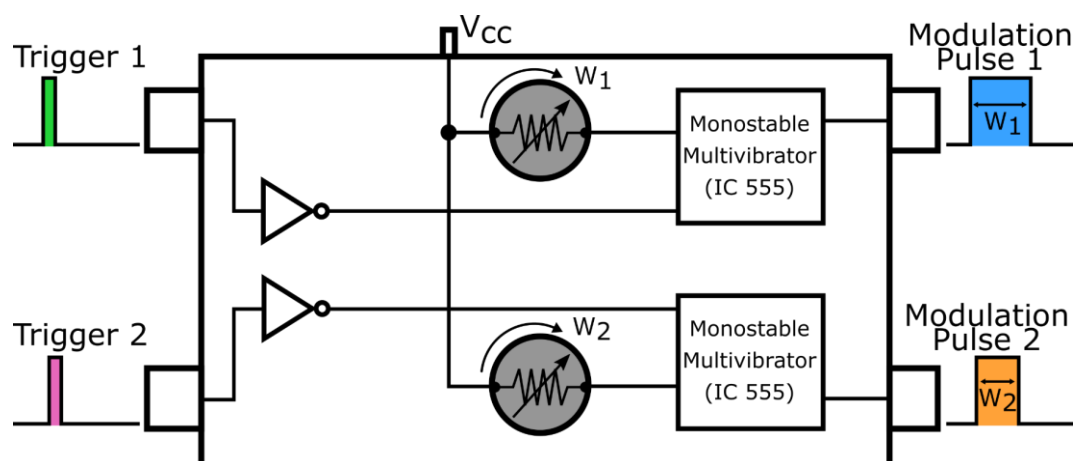 Trigger 1
VCC
W1
Monostable
Multivibrator
(IC 555)
Modulation
Pulse 1
W1
Trigger 2
W2
Monostable
Multivibrator
(IC 555)
Modulation
Pulse 2
W2